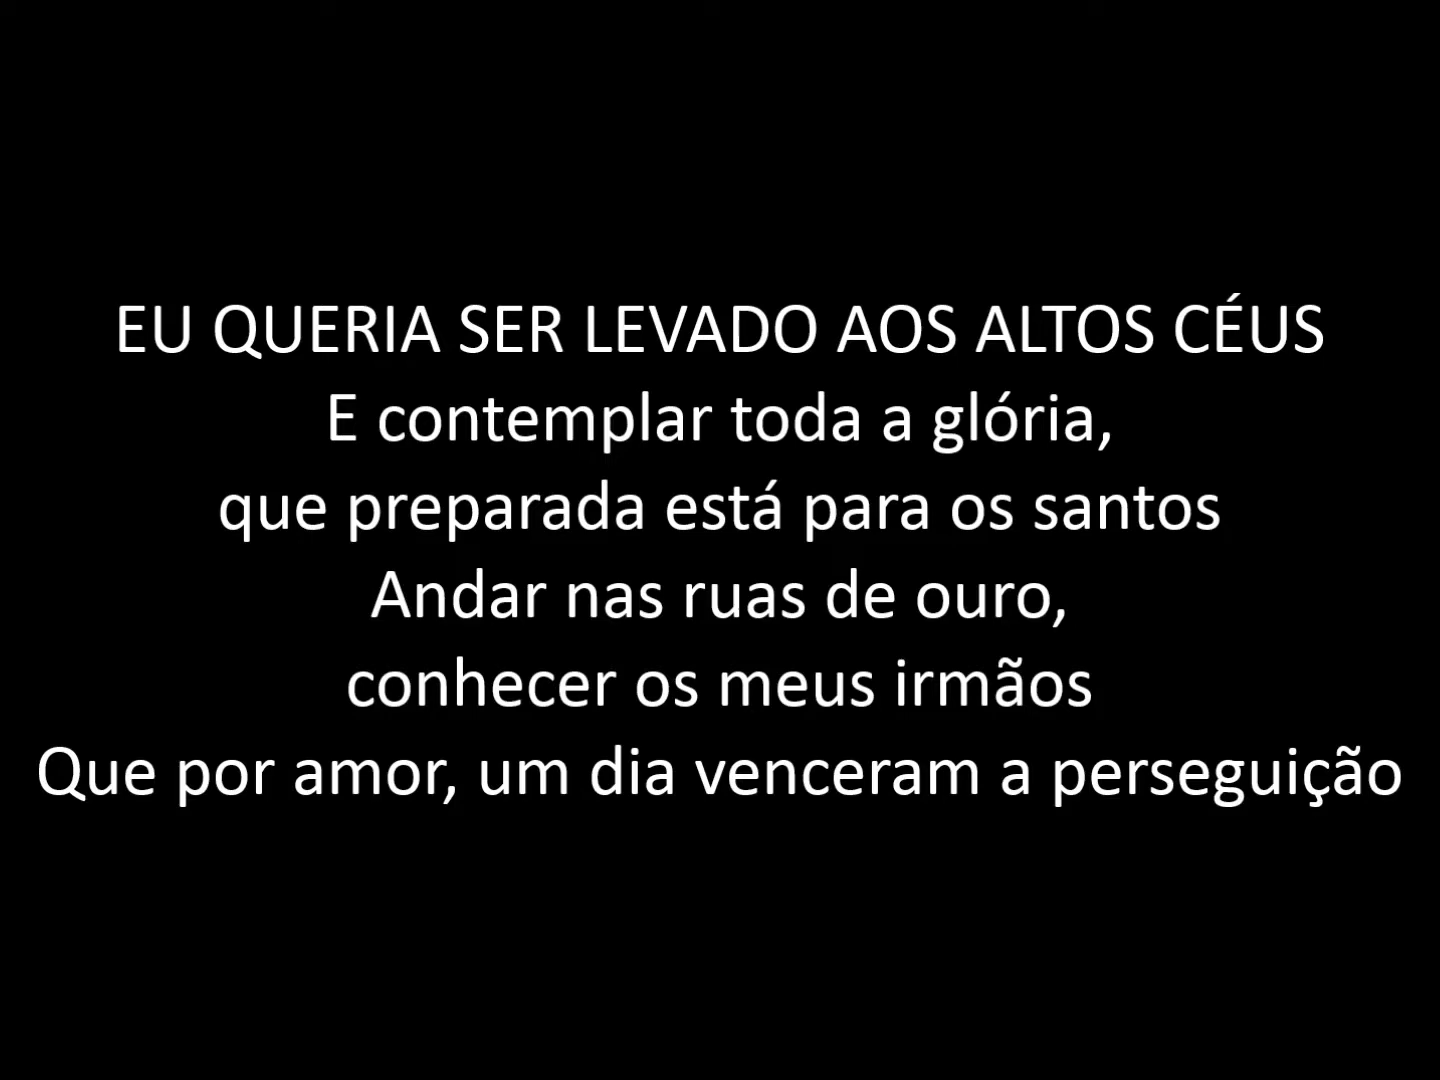 EU QUERIA SER LEVADO AOS ALTOS CÉUS
E contemplar toda a glória,
que preparada está para os santos
Andar nas ruas de ouro,
conhecer os meus irmãos
Que por amor, um dia venceram a perseguição